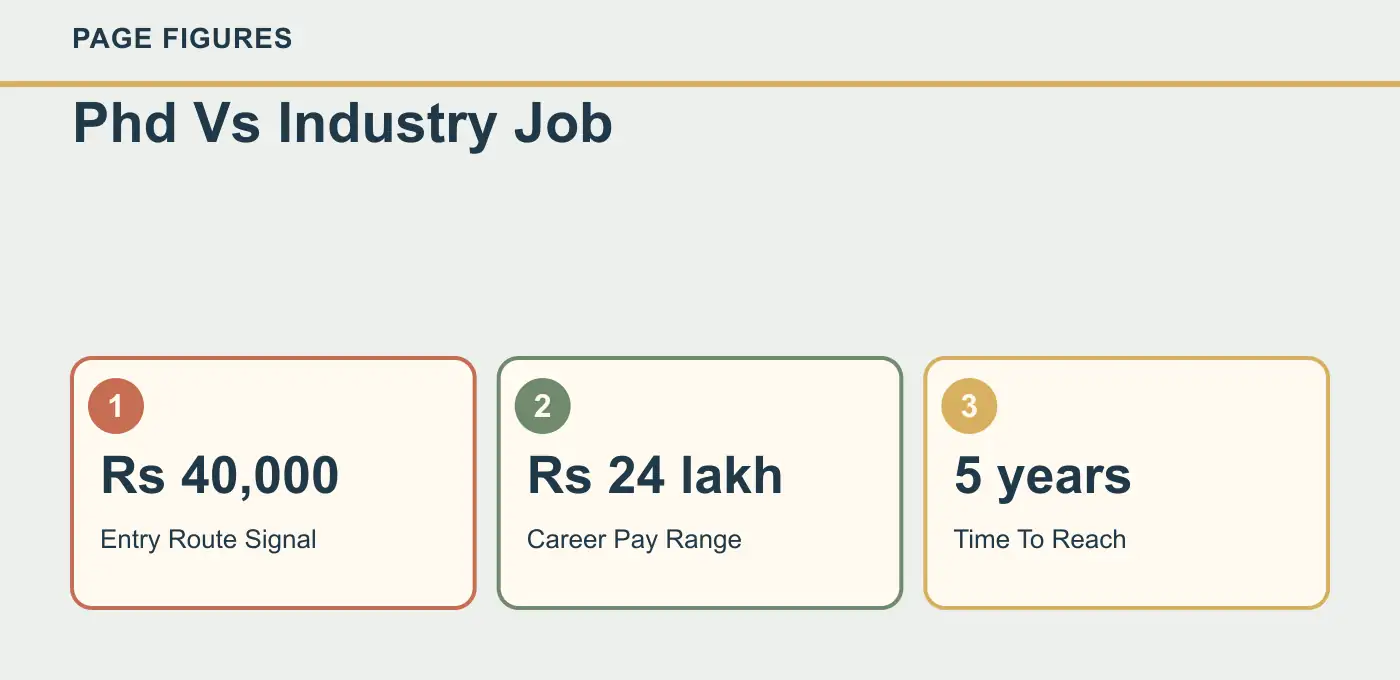 PAGE FIGURES
Phd Vs Industry Job
1
Rs 40,000
Entry Route Signal
2
Rs 24 lakh
Career Pay Range
3
5 years
Time To Reach